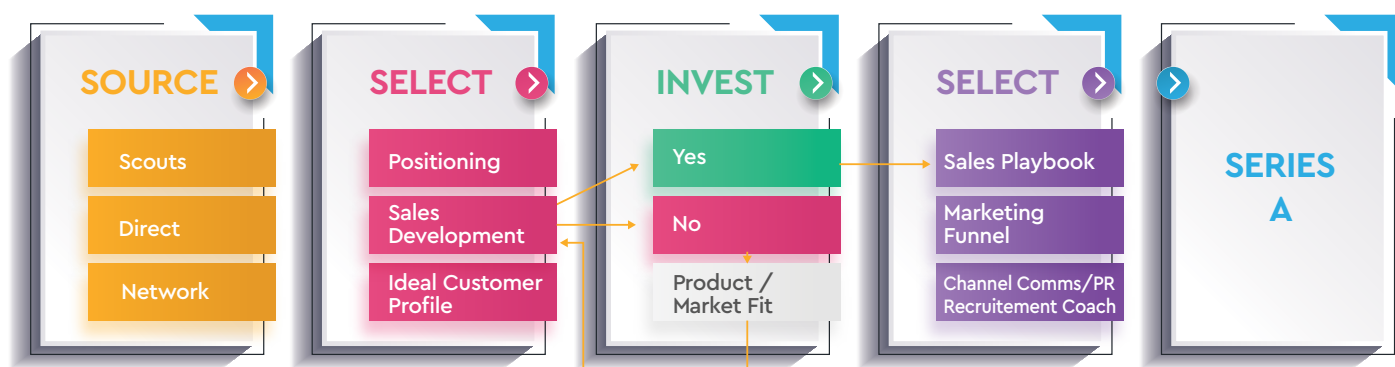 SOURCE
Scouts
Direct
Network
SELECT
Positioning
Sales
Development
Ideal Customer
Profile
INVEST
Yes
No
Product /
Market Fit
SELECT
Sales Playbook
Marketing
Funnel
Channel Comms/PR
Recruitement Coach
SERIES
A